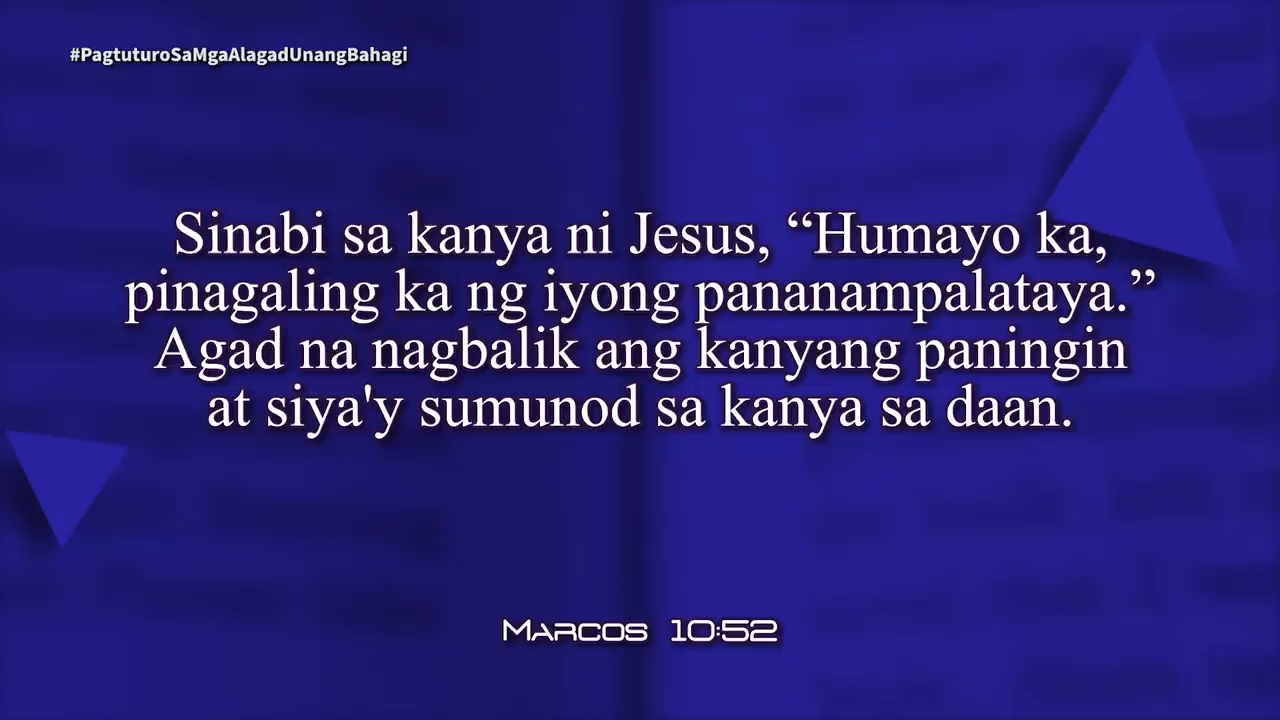 #PagtuturoSaMgaAlagadUnangBahagi
Sinabi sa kanya ni Jesus, “Humayo ka,
pinagaling ka ng iyong pananampalataya.”
Agad na nagbalik ang kanyang paningin
at siya'y sumunod sa kanya sa daan.
Marcos 10:52